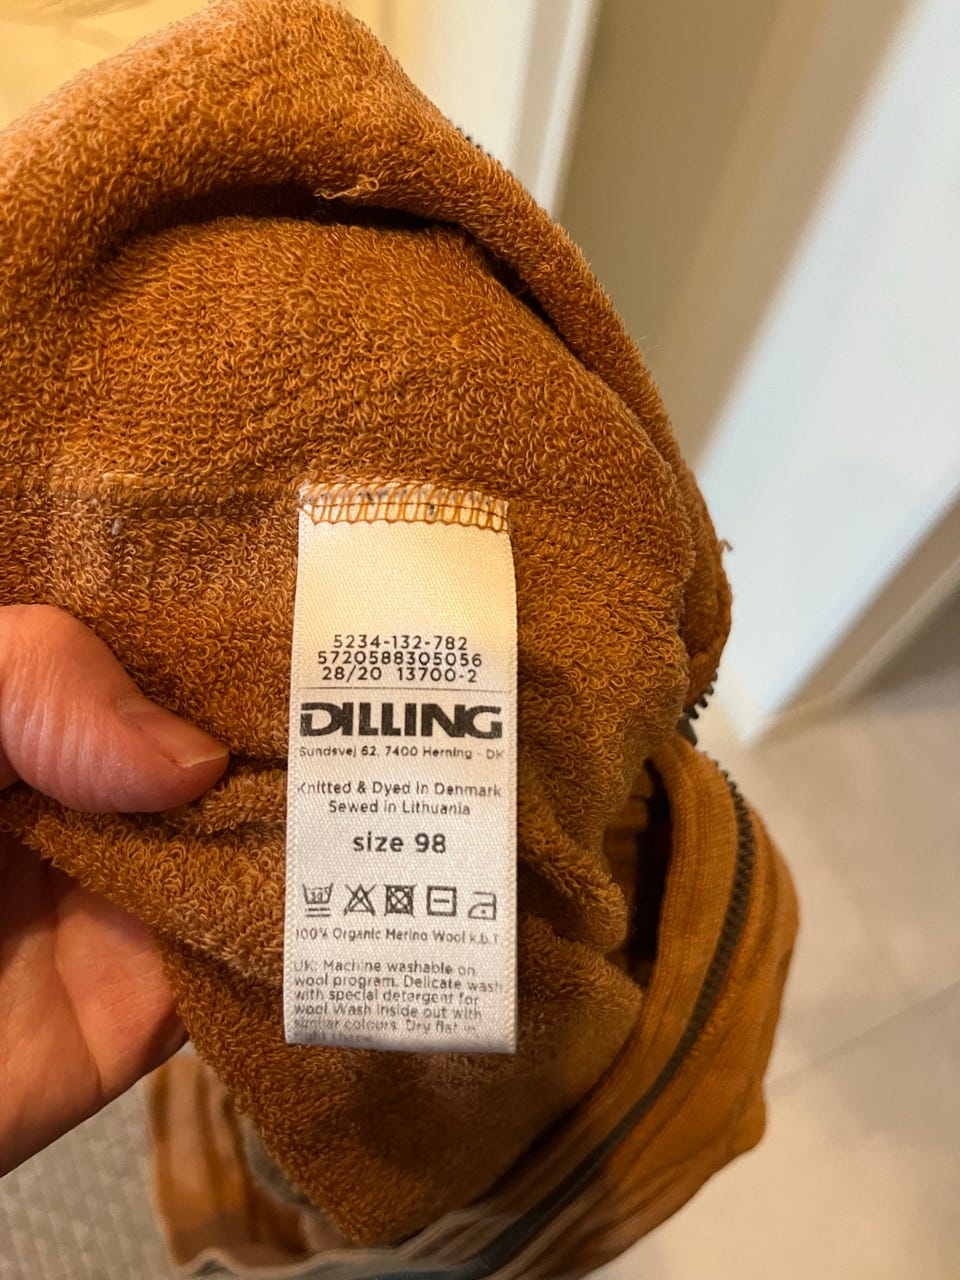 5234-132-782
5720588305056
28/20 13700-2
DILLING
Sundsvej 62, 7400 Herning - DK
Knitted & Dyed in Denmark
Sewed in Lithuania
size 98
30
100% Organic Merino Wool k.b.T
UK: Machine washable on
wool program. Delicate wash
with special detergent for
wool Wash inside out with
similar colours. Dry flat in